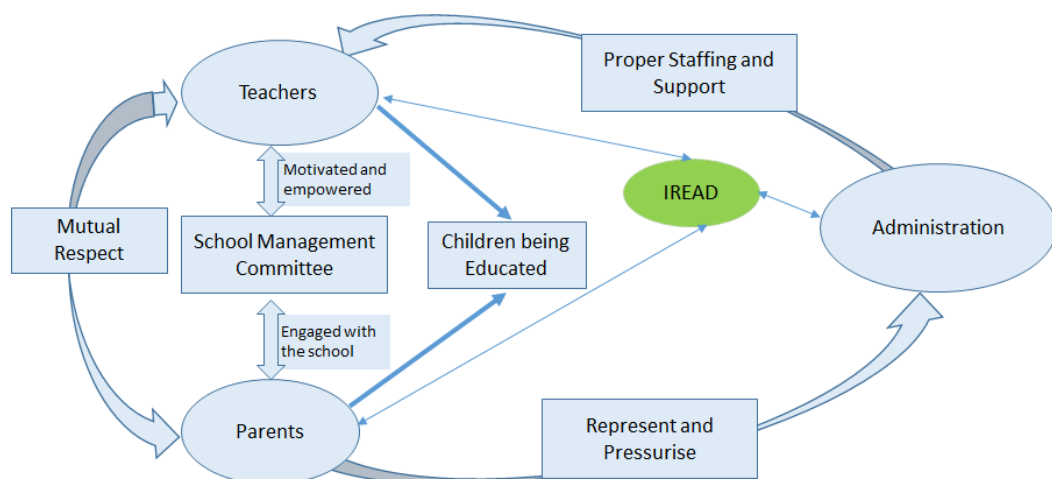 Proper Staffing and
Support
Teachers
Motivated and
empowered
IREAD
Mutual
Respect
School Management
Committee
Children being
Educated
Administration
Engaged with
the school
Parents
Represent and
Pressurise